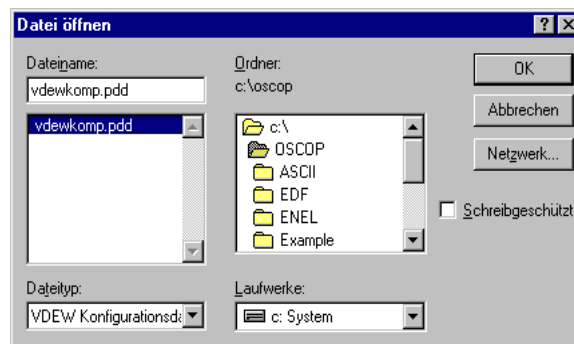 Datei öffnen
Dateiname:
vdewkomp.pdd
vdewkomp.pdd
Dateityp:
VDEW Konfigurationsda
Ordner:
c:\oscop
c:\
OSCOP
ASCII
EDF
ENEL
Example
Laufwerke:
c: System
OK
Abbrechen
Netzwerk...
Schreibgeschützt